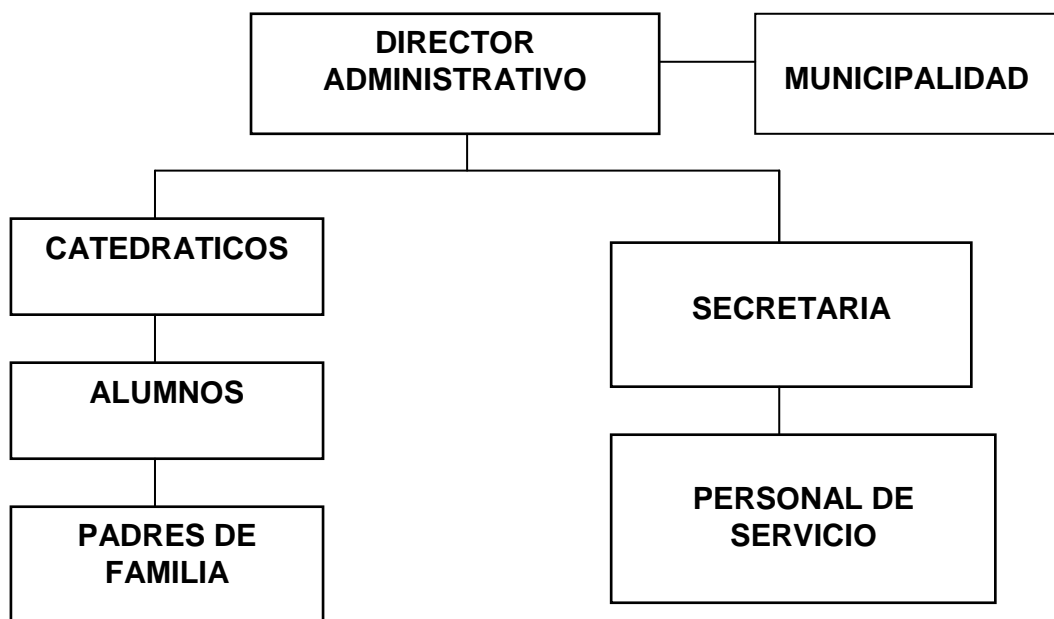 DIRECTOR
ADMINISTRATIVO
MUNICIPALIDAD
CATEDRATICOS
SECRETARIA
ALUMNOS
PERSONAL DE
SERVICIO
PADRES DE
FAMILIA